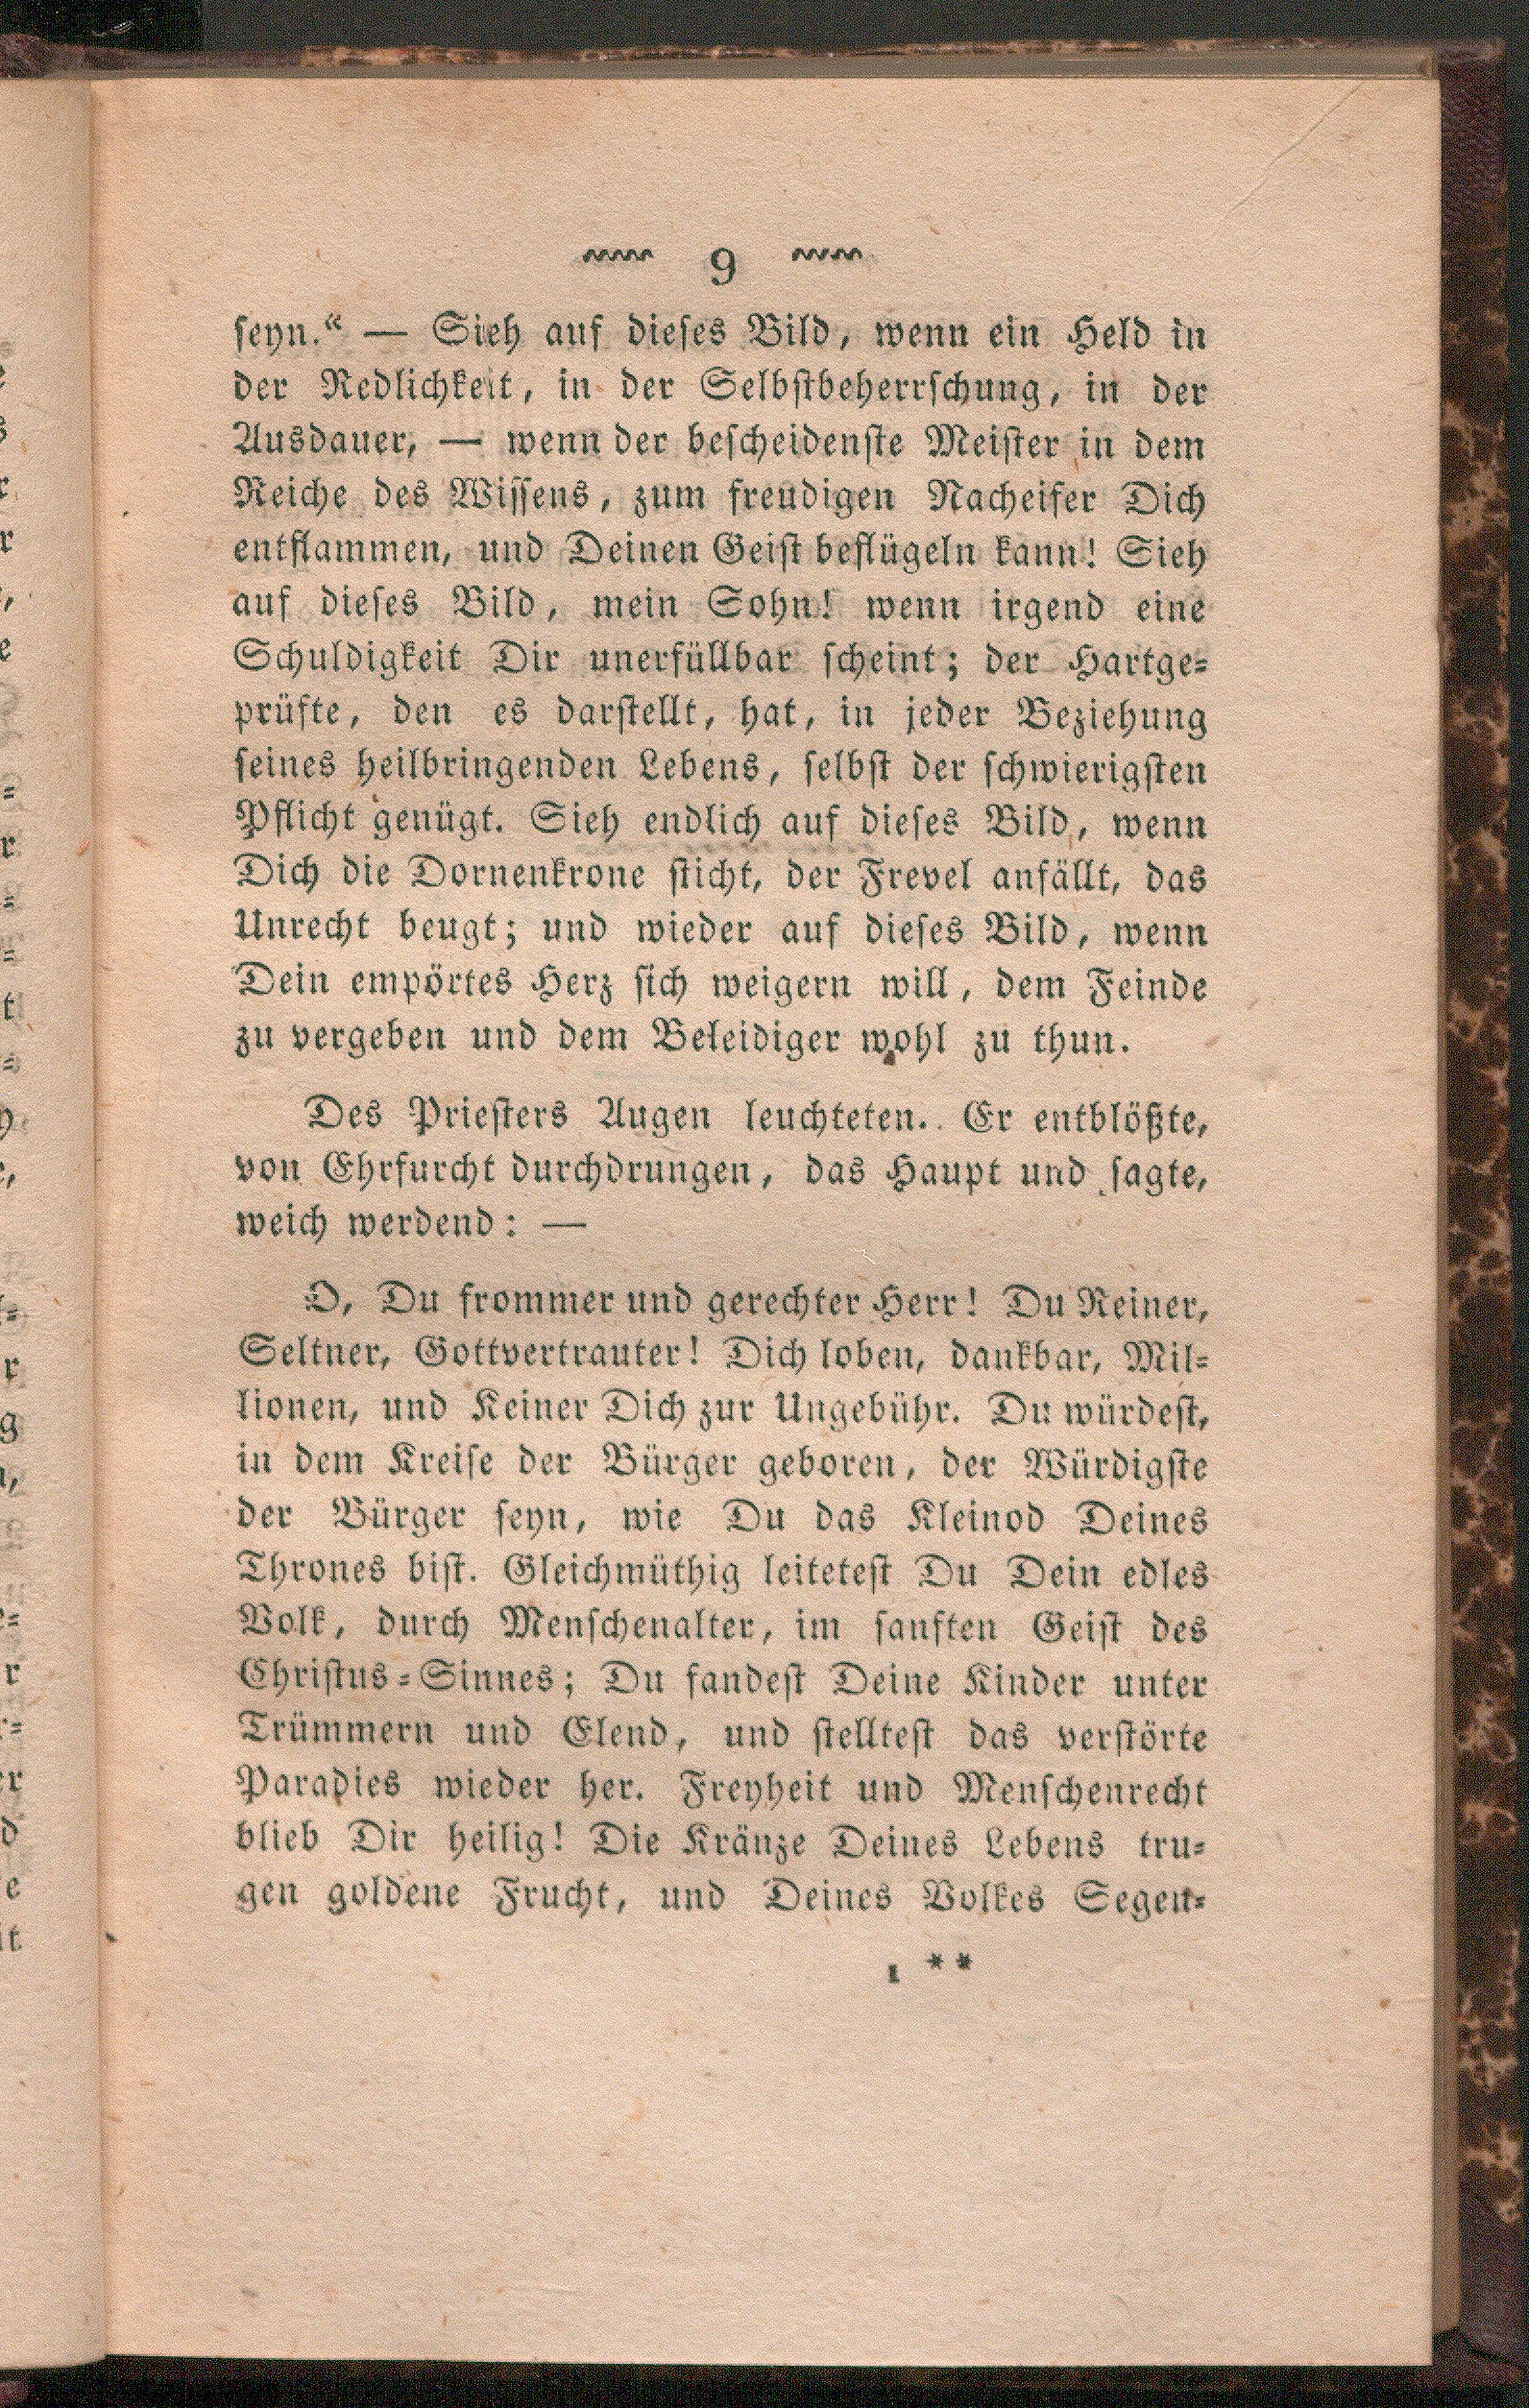 9
seyn.“ — Sieh auf dieses Bild, wenn ein Held in
der Redlichkeit, in der Selbstbeherrschung, in der
Ausdauer, — wenn der bescheidenste Meister in dem
Reiche des Wissens, zum freudigen Nacheifer Dich
entflammen, und Deinen Geist beflügeln kann! Sieh
auf dieses Bild, mein Sohn! wenn irgend eine
Schuldigkeit Dir unerfüllbar scheint; der Hartge-
prüfte, den es darstellt, hat, in jeder Beziehung
seines heilbringenden Lebens, selbst der schwierigsten
Pflicht genügt. Sieh endlich auf dieses Bild, wenn
Dich die Dornenkrone sticht, der Frevel anfällt, das
Unrecht beugt; und wieder auf dieses Bild, wenn
Dein empörtes Herz sich weigern will, dem Feinde
zu vergeben und dem Beleidiger wohl zu thun.
Des Priesters Augen leuchteten. Er entblößte,
von Ehrfurcht durchdrungen, das Haupt und sagte,
weich werdend: —
O, Du frommer und gerechter Herr! Du Reiner,
Seltner, Gottvertrauter! Dich loben, dankbar, Mil-
lionen, und Keiner Dich zur Ungebühr. Du würdest,
in dem Kreise der Bürger geboren, der Würdigste
der Bürger seyn, wie Du das Kleinod Deines
Thrones bist. Gleichmüthig leitetest Du Dein edles
Volk, durch Menschenalter, im sanften Geist des
Christus-Sinnes; Du fandest Deine Kinder unter
Trümmern und Elend, und stelltest das verstörte
Paradies wieder her. Freyheit und Menschenrecht
blieb Dir heilig! Die Kränze Deines Lebens tru-
gen goldene Frucht, und Deines Volkes Segen-
1 **